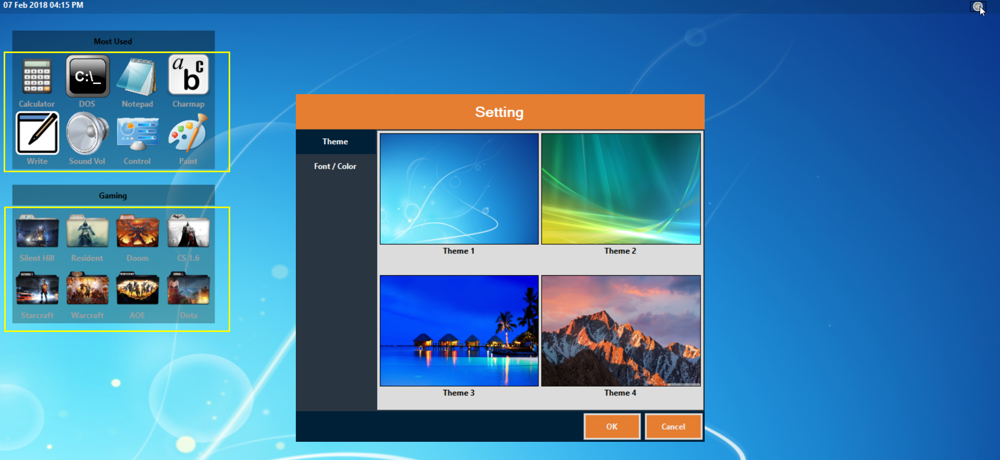 07 Feb 2018 04:15 PM
Most Used
C:\_
a b c
Calculator DOS Notepad Charmap
Write Sound Vol Control Paint
Gaming
Silent Hill Resident Doom CS 1.6
Starcraft Warcraft AOE Dota
Setting
Theme
Font / Color
Theme 1 Theme 2
Theme 3 Theme 4
OK Cancel